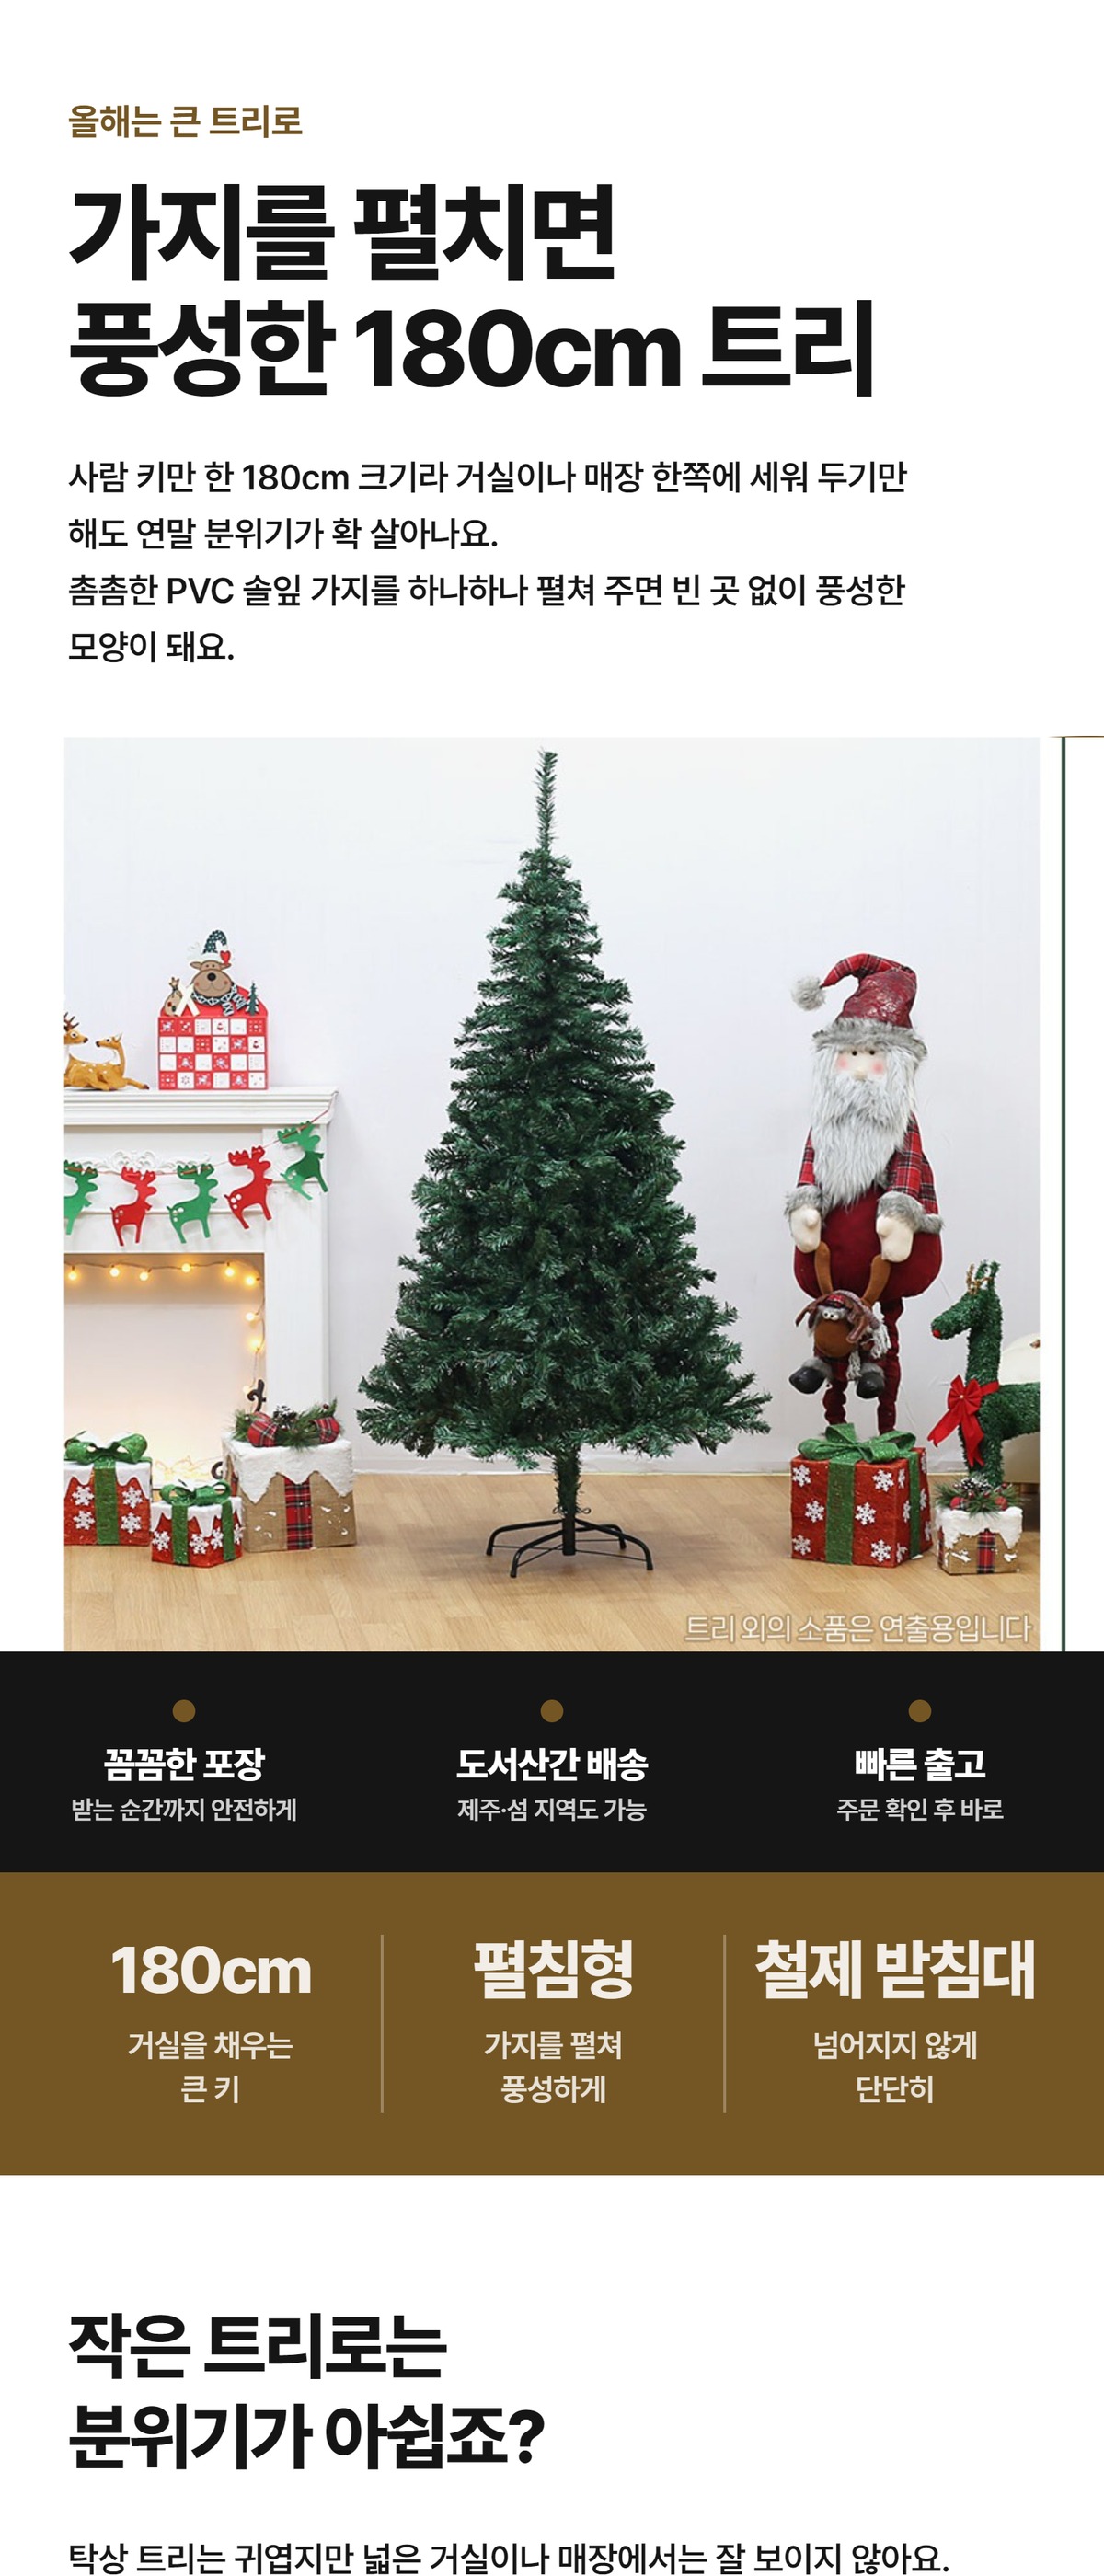 올해는 큰 트리로
가지를 펼치면
풍성한 180cm 트리
사람 키만 한 180cm 크기라 거실이나 매장 한쪽에 세워 두기만
해도 연말 분위기가 확 살아나요.
촘촘한 PVC 솔잎 가지를 하나하나 펼쳐 주면 빈 곳 없이 풍성한
모양이 돼요.
트리 외의 소품은 연출용입니다
꼼꼼한 포장
받는 순간까지 안전하게
도서산간 배송
제주·섬 지역도 가능
빠른 출고
주문 확인 후 바로
180cm
거실을 채우는
큰 키
펼침형
가지를 펼쳐
풍성하게
철제 받침대
넘어지지 않게
단단히
작은 트리로는
분위기가 아쉽죠?
탁상 트리는 귀엽지만 넓은 거실이나 매장에서는 잘 보이지 않아요.